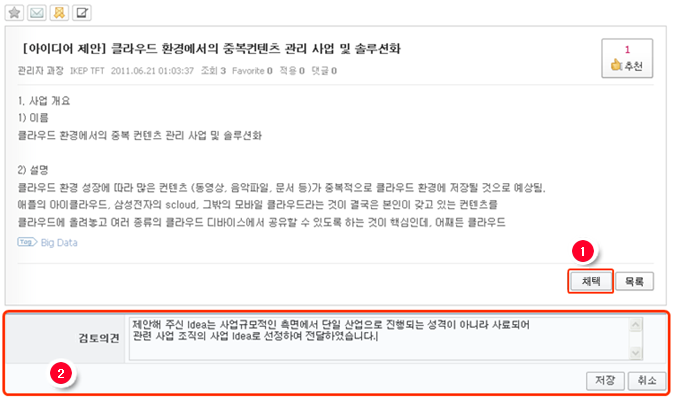 [아이디어 제안] 클라우드 환경에서의 중복컨텐츠 관리 사업 및 솔루션화
1
추천
관리자 과장 IKEP TFT 2011.06.21 01:03:37 조회 3 Favorite 0 적용 0 댓글 0
1. 사업 개요
1) 이름
클라우드 환경에서의 중복 컨텐츠 관리 사업 및 솔루션화
2) 설명
클라우드 환경 성장에 따라 많은 컨텐츠 (동영상, 음악파일, 문서 등)가 중복적으로 클라우드 환경에 저장될 것으로 예상됨.
애플의 아이클라우드, 삼성전자의 scloud, 그밖의 모바일 클라우드라는 것이 결국은 본인이 갖고 있는 컨텐츠를
클라우드에 올려놓고 여러 종류의 클라우드 디바이스에서 공유할 수 있도록 하는 것이 핵심인데, 어째든 클라우드
Tag Big Data
1
채택 목록
검토의견
제안해 주신 Idea는 사업규모적인 측면에서 단일 산업으로 진행되는 성격이 아니라 사료되어
관련 사업 조직의 사업 Idea로 선정하여 전달하였습니다.
2
저장 취소